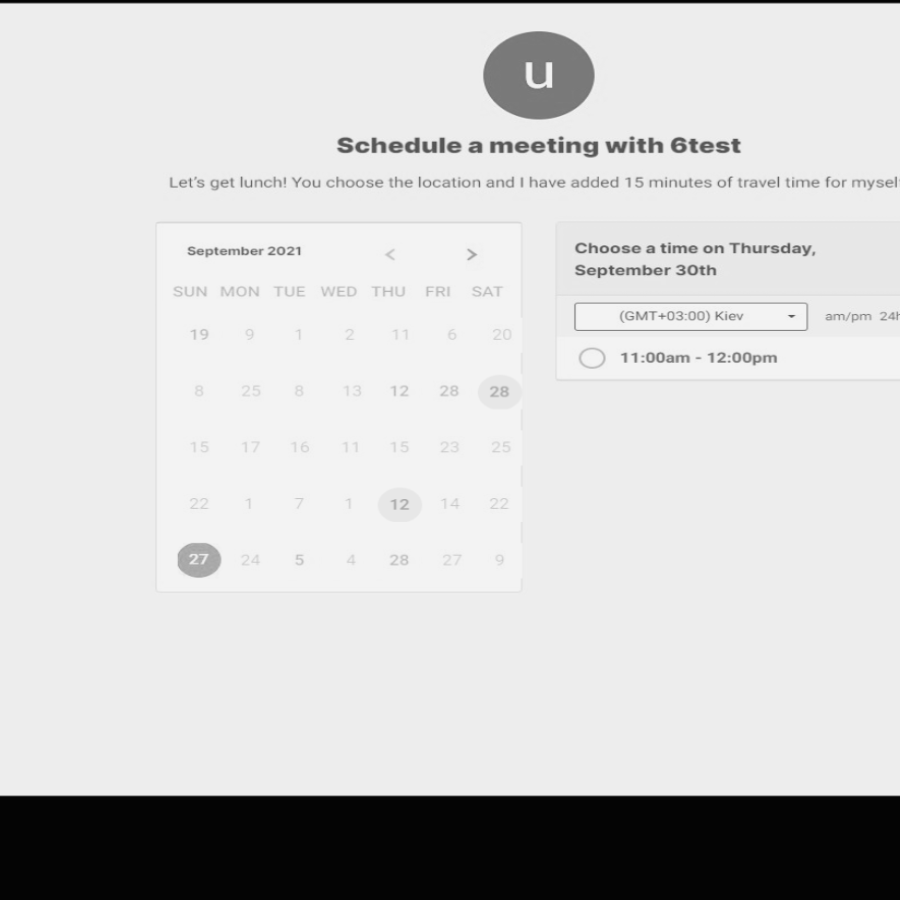 u
Schedule a meeting with 6test
Let's get lunch! You choose the location and I have added 15 minutes of travel time for
September 2021 < >
SUN MON TUE WED THU FRI SAT
19 9 1 2 11 6 20
8 25 8 13 12 28 28
15 17 16 11 15 23 25
22 1 7 1 12 14 22
27 24 5 4 28 27 9
Choose a time on Thursday,
September 30th
(GMT+03:00) Kiev
am/pm
11:00am - 12:00pm